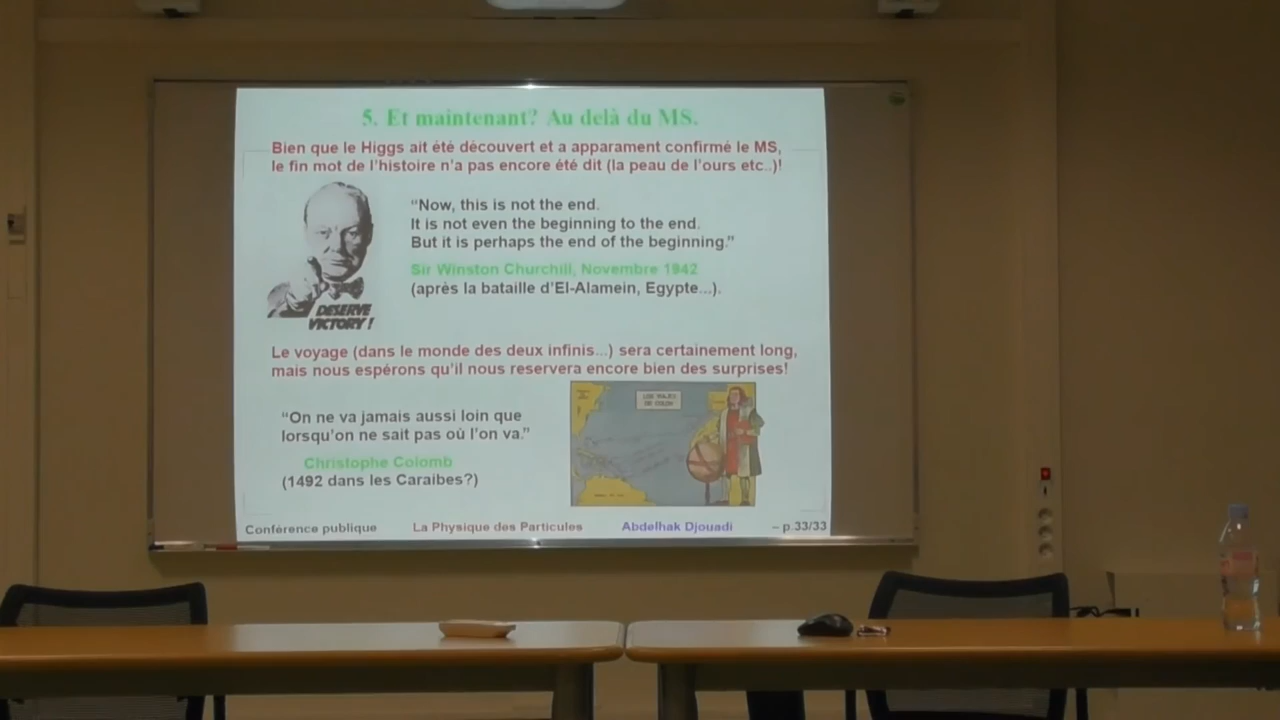 5. Et maintenant? Au delà du MS.
Bien que le Higgs ait été découvert et a apparament confirmé le MS,
le fin mot de l'histoire n'a pas encore été dit (la peau de l'ours etc..)!
“Now, this is not the end.
It is not even the beginning to the end.
But it is perhaps the end of the beginning.”
Sir Winston Churchill, Novembre 1942
(après la bataille d'El-Alamein, Egypte...).
DESERVE
VICTORY !
Le voyage (dans le monde des deux infinis...) sera certainement long,
mais nous espérons qu'il nous reservera encore bien des surprises!
LOS VIAJES
DE COLON
“On ne va jamais aussi loin que
lorsqu'on ne sait pas où l'on va.”
Christophe Colomb
(1492 dans les Caraibes?)
Conférence publique La Physique des Particules Abdelhak Djouadi – p.33/33